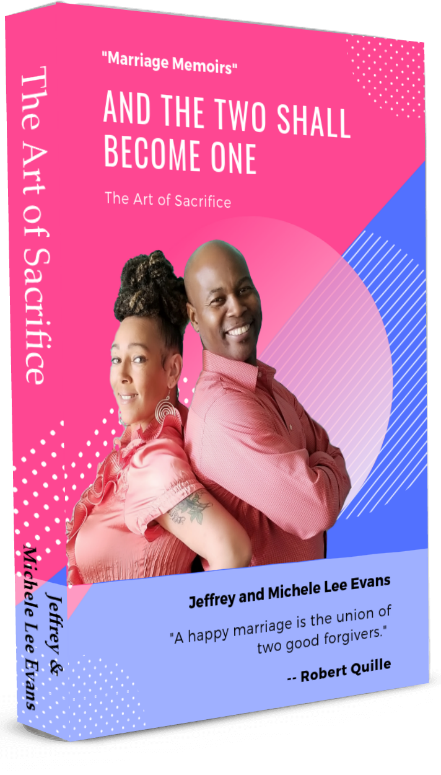 "Marriage Memoirs"
AND THE TWO SHALL
BECOME ONE
The Art of Sacrifice
Jeffrey and Michele Lee Evans
"A happy marriage is the union of
two good forgivers."
-- Robert Quille
The Art of Sacrifice
Jeffrey &
Michele Lee Evans